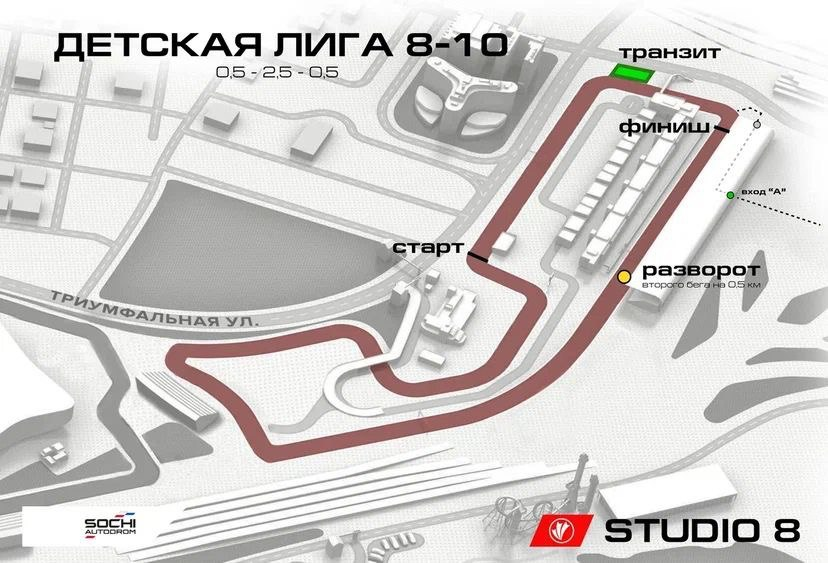 ДЕТСКАЯ ЛИГА 8-10
0,5 - 2,5 - 0,5
транзит
финиш
вход "А"
старт
разворот
второго бега на 0,5 км
ТРИУМФАЛЬНАЯ УЛ.
SOCHI
AUTODROM
STUDIO 8